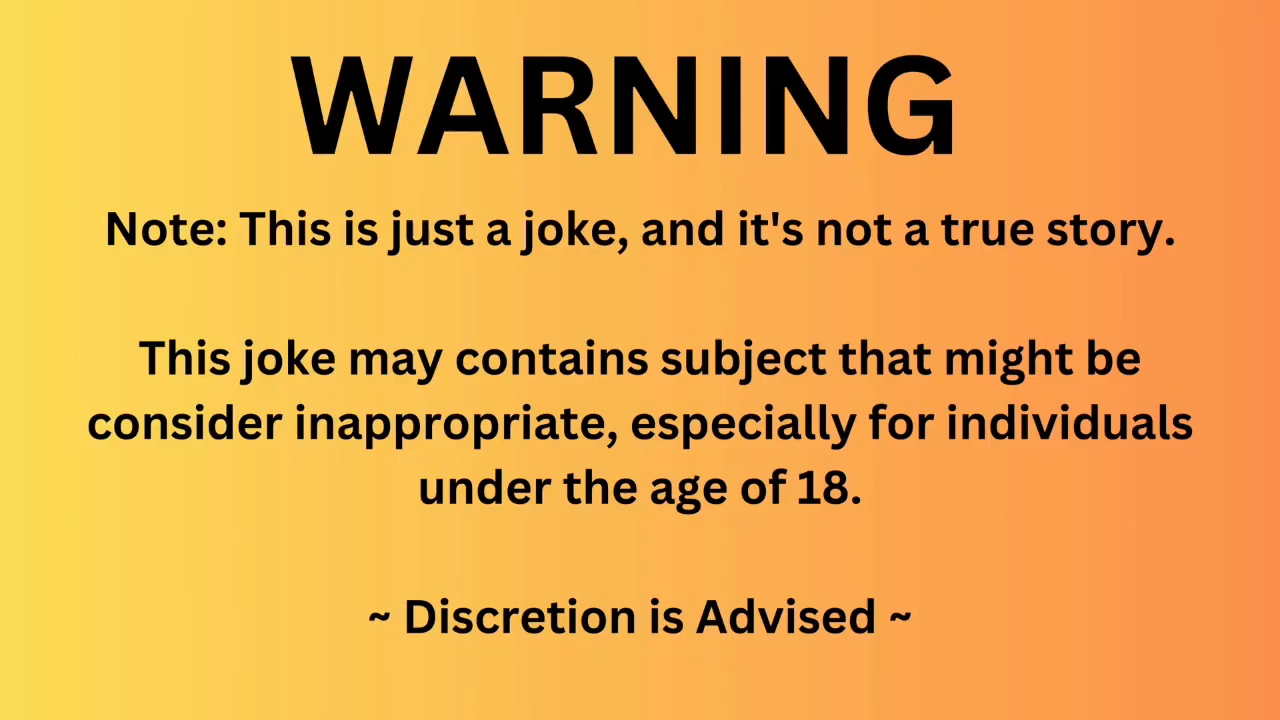 WARNING
Note: This is just a joke, and it's not a true story.
This joke may contains subject that might be
consider inappropriate, especially for individuals
under the age of 18.
~ Discretion is Advised ~